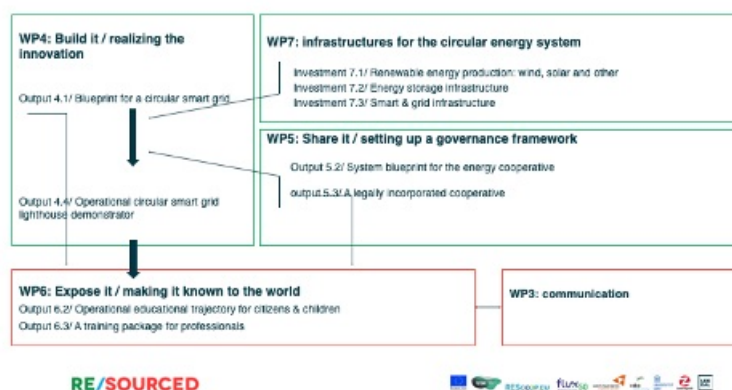 WP4: Build it / realizing the
innovation
Output 4.1/ Blueprint for a circular smart grid
Output 4.4/ Operational circular smart grid
lighthouse demonstrator
WP7: infrastructures for the circular energy system
Investment 7.1/ Renewable energy production: wind, solar and other
Investment 7.2/ Energy storage infrastructure
Investment 7.3/ Smart & grid infrastructure
WP5: Share it / setting up a governance framework
Output 5.2/ System blueprint for the energy cooperative
output 5.3/ A legally incorporated cooperative
WP6: Expose it / making it known to the world
Output 6.2/ Operational educational trajectory for citizens & children
Output 6.3/ A training package for professionals
WP3: communication
RE/SOURCED